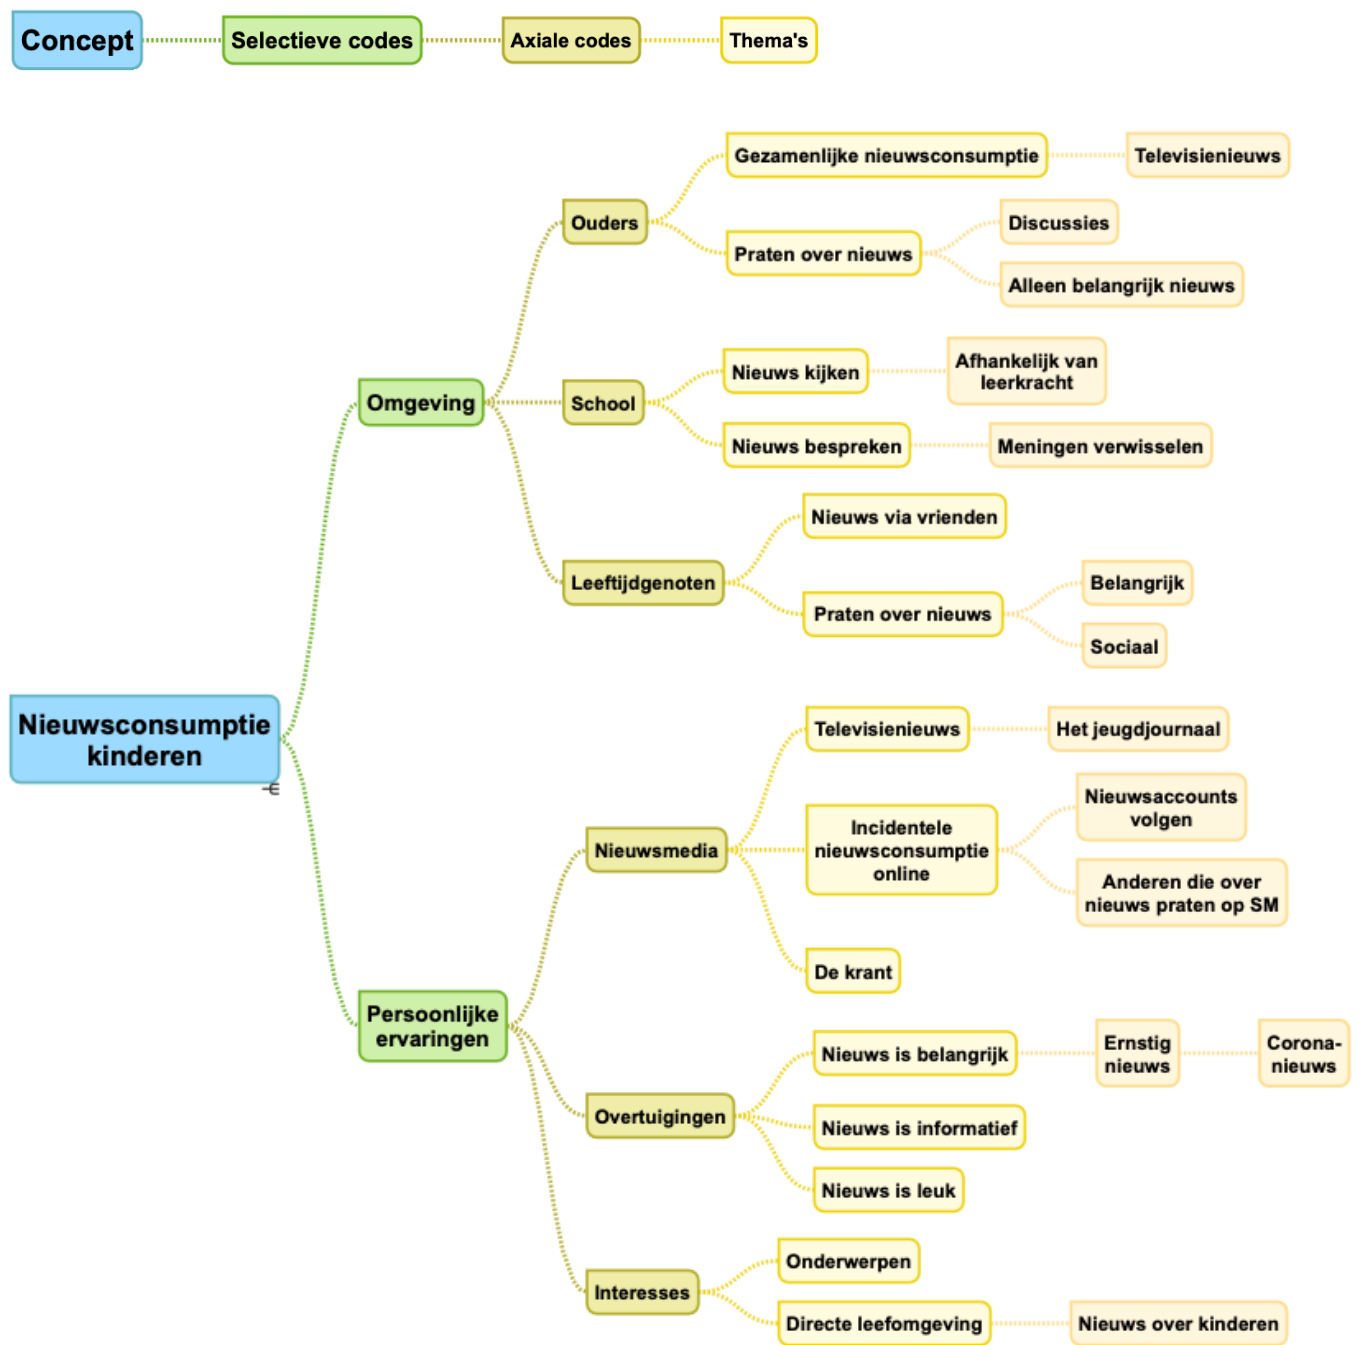 Concept
Selectieve codes
Axiale codes
Thema's
Gezamenlijke nieuwsconsumptie
Televisienieuws
Ouders
Discussies
Praten over nieuws
Alleen belangrijk nieuws
Nieuws kijken
Afhankelijk van
leerkracht
Omgeving
School
Nieuws bespreken
Meningen verwisselen
Nieuws via vrienden
Leeftijdgenoten
Belangrijk
Praten over nieuws
Sociaal
Nieuwsconsumptie
kinderen
Televisienieuws
Het jeugdjournaal
Nieuwsmedia
Incidentele
nieuwsconsumptie
online
Nieuwsaccounts
volgen
Anderen die over
nieuws praten op SM
De krant
Persoonlijke
ervaringen
Nieuws is belangrijk
Ernstig
nieuws
Corona-
nieuws
Overtuigingen
Nieuws is informatief
Nieuws is leuk
Onderwerpen
Interesses
Directe leefomgeving
Nieuws over kinderen